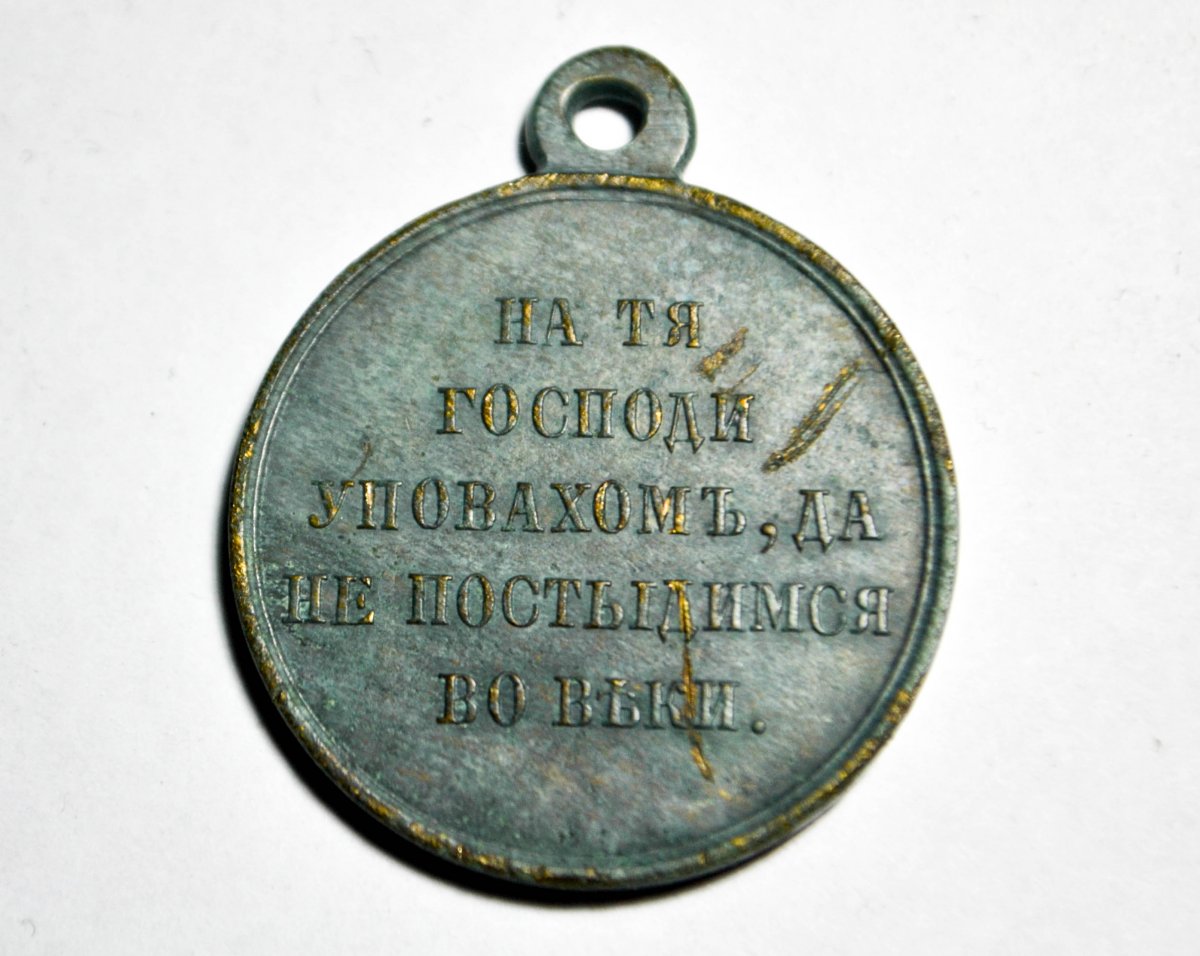 НА ТЯ
ГОСПОДИ
УПОВАХОМЪ, ДА
НЕ ПОСТЫДИМСЯ
ВО ВѢКИ.